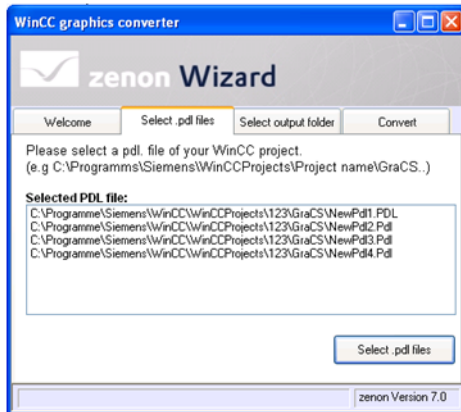 WinCC graphics converter
zenon Wizard
Welcome
Select .pdl files
Select output folder
Convert
Please select a pdl. file of your WinCC project.
(e.g C:\Programms\Siemens\WinCCProjects\Project name\GraCS..)
Selected PDL file:
C:\Programme\Siemens\WinCC\WinCCProjects\123\GraCS\NewPdl1.PDL
C:\Programme\Siemens\WinCC\WinCCProjects\123\GraCS\NewPdl2.Pdl
C:\Programme\Siemens\WinCC\WinCCProjects\123\GraCS\NewPdl3.Pdl
C:\Programme\Siemens\WinCC\WinCCProjects\123\GraCS\NewPdl4.Pdl
Select .pdl files
zenon Version 7.0